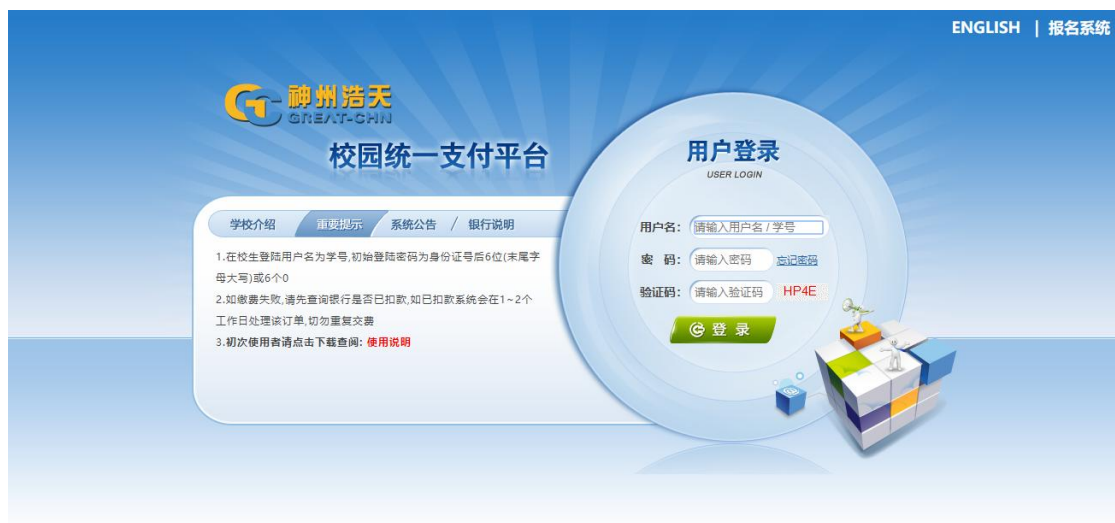 ENGLISH | 报名系统
神州浩天
GREAT-CHN
校园统一支付平台
用户登录
USER LOGIN
学校介绍 重要提示 系统公告 / 银行说明
1.在校生登陆用户名为学号,初始登陆密码为身份证号后6位(末尾字
母大写)或6个0
2.如缴费失败,请先查询银行是否已扣款,如已扣款系统会在1~2个
工作日处理该订单,切勿重复交费
3.初次使用者请点击下载查阅: 使用说明
用户名: 请输入用户名 / 学号
密 码: 请输入密码 忘记密码
验证码: 请输入验证码 HP4E
登 录